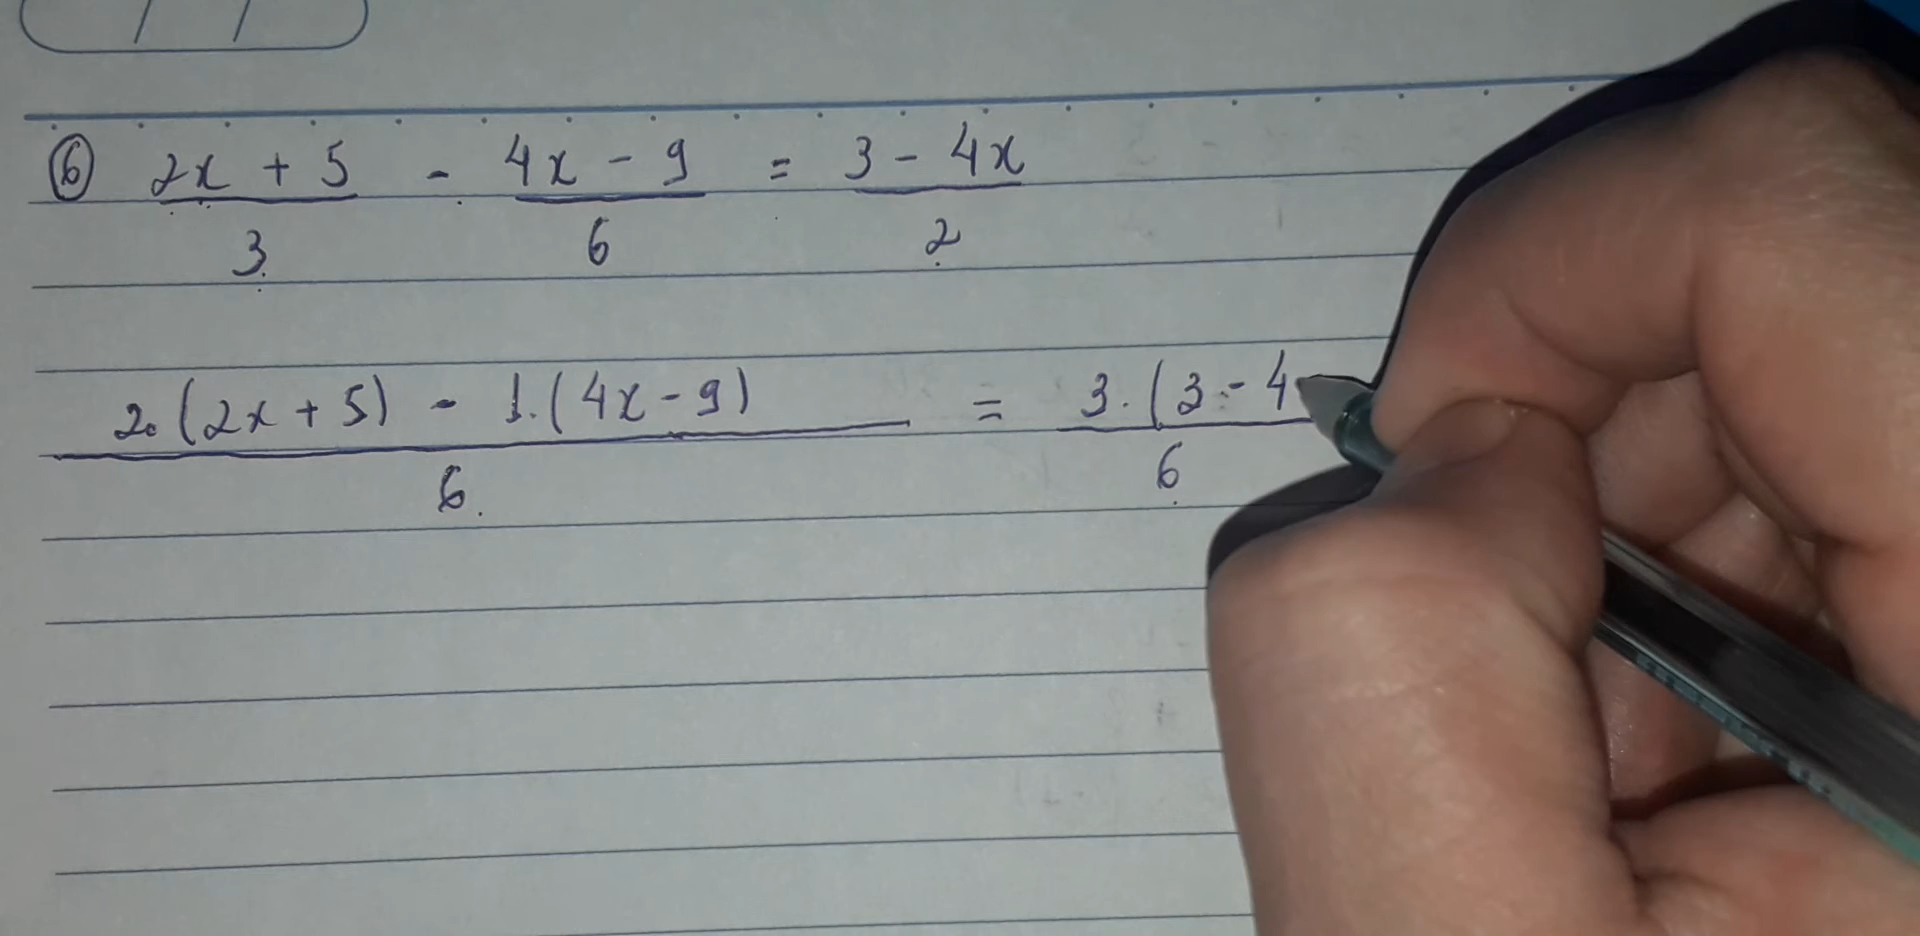 ⑥ 2x + 5 - 4x - 9 = 3 - 4x
3 6 2
2.(2x + 5) - 1.(4x - 9) = 3.(3 - 4
6 6